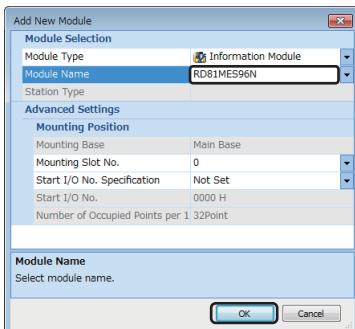 Add New Module
Module Selection
Module Type Information Module
Module Name RD81MES96N
Station Type
Advanced Settings
Mounting Position
Mounting Base Main Base
Mounting Slot No. 0
Start I/O No. Specification Not Set
Start I/O No. 0000 H
Number of Occupied Points per 1 32Point
Module Name
Select module name.
OK Cancel